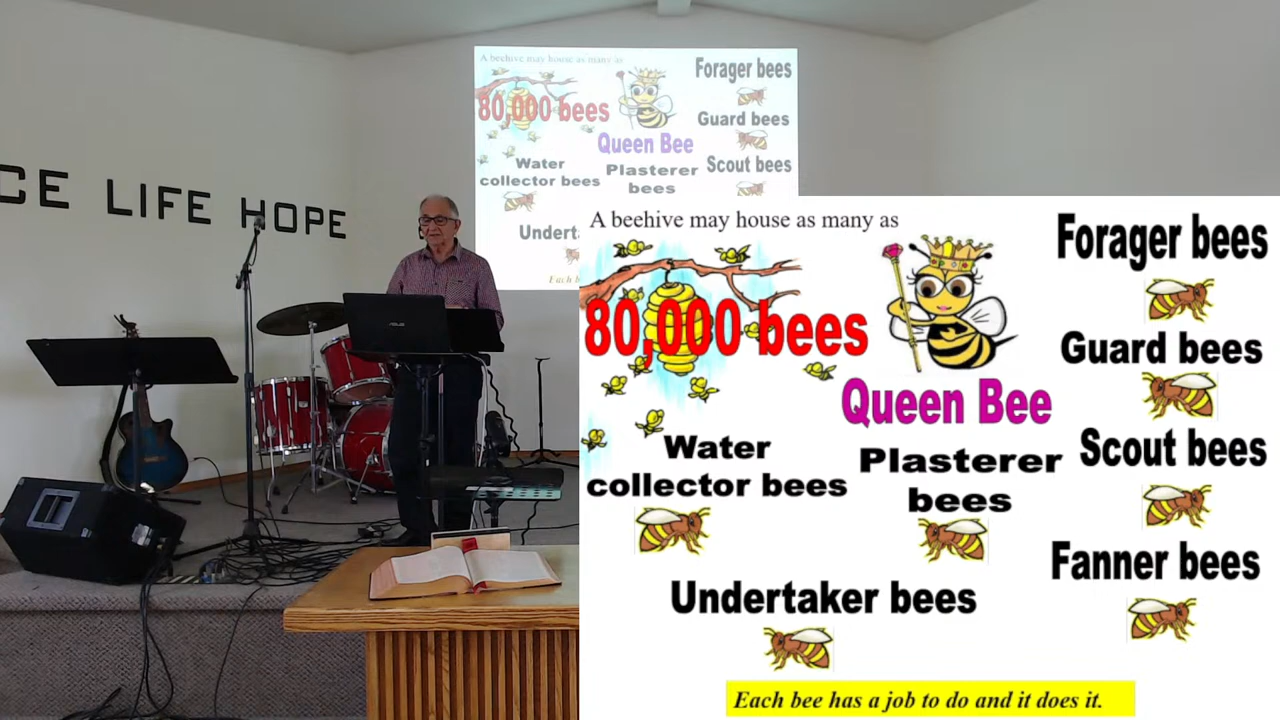 CE LIFE HOPE
A beehive may house as many as
80,000 bees
Queen Bee
Forager bees
Guard bees
Scout bees
Water
collector bees
Plasterer
bees
Undert
Each b
ASUS
A beehive may house as many as
80,000 bees
Queen Bee
Forager bees
Guard bees
Scout bees
Fanner bees
Water
collector bees
Plasterer
bees
Undertaker bees
Each bee has a job to do and it does it.